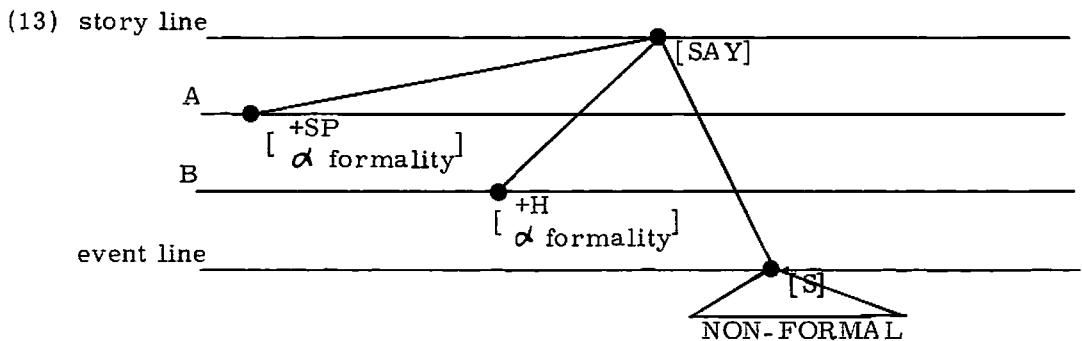 (13) story line
[SAY]
A
[ +SP
α formality]
B
[ +H
α formality]
event line
[S]
NON-FORMAL